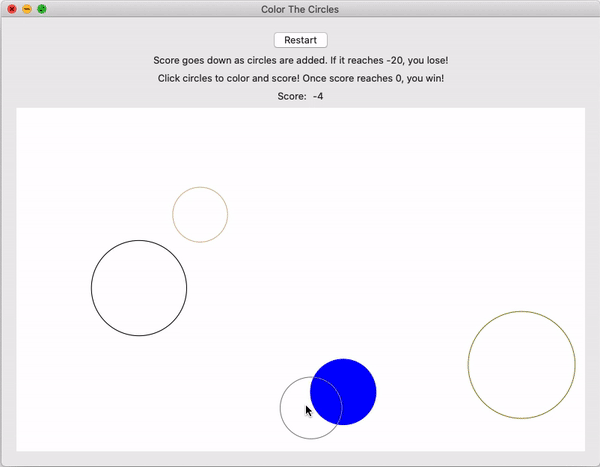 Color The Circles
Restart
Score goes down as circles are added. If it reaches -20, you lose!
Click circles to color and score! Once score reaches 0, you win!
Score: -4